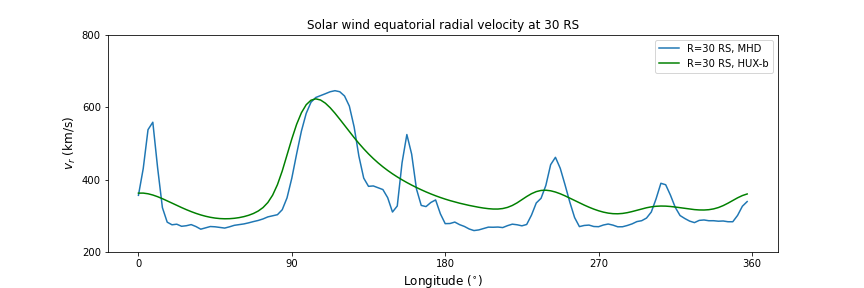 Solar wind equatorial radial velocity at 30 RS
800
600
400
200
v_r (km/s)
R=30 RS, MHD
R=30 RS, HUX-b
0
90
180
270
360
Longitude (°)